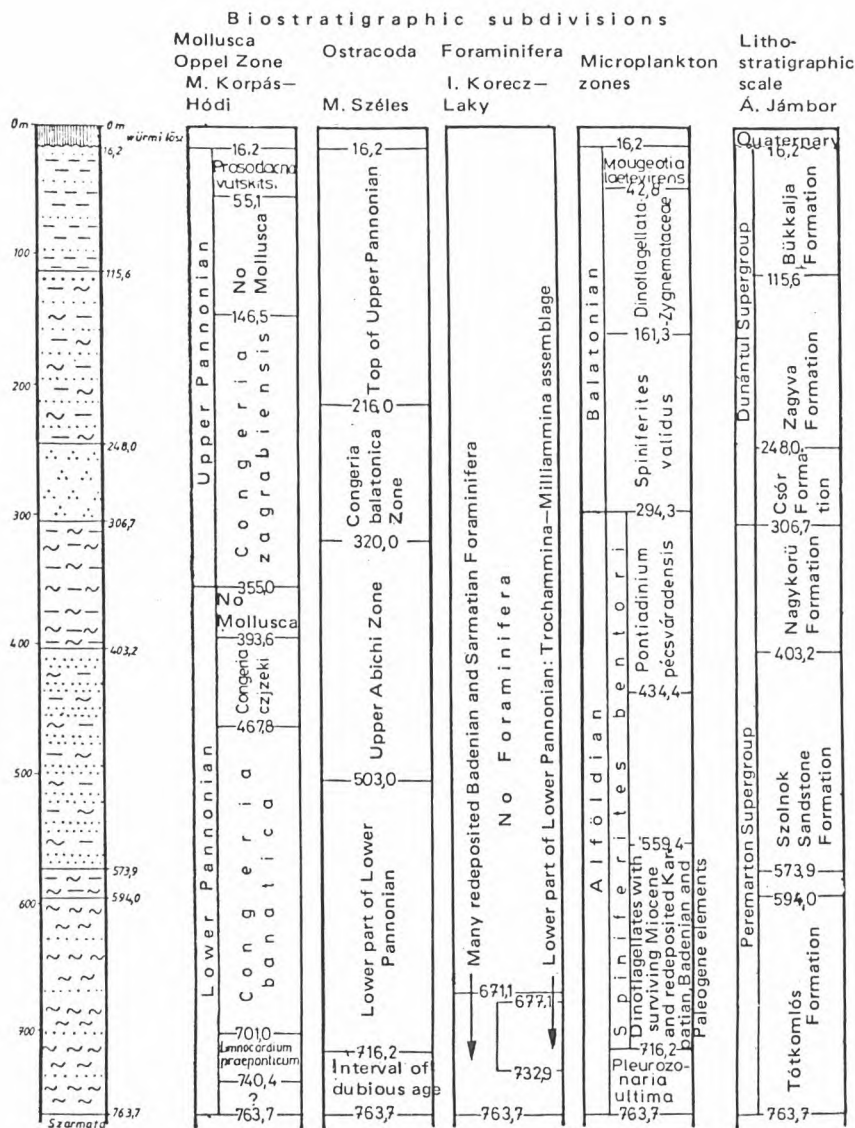 Biostratigraphic subdivisions
Mollusca
Oppel Zone
M. Korpás–
Hódi
Ostracoda
M. Széles
Foraminifera
I. Korecz–
Laky
Microplankton
zones
Litho-
stratigraphic
scale
Á. Jámbor
0m
0m
würmi lösz
16,2
100
115,6
200
248,0
300
306,7
400
403,2
500
573,9
594,0
600
700
763,7
Szarmata
Upper Pannonian
Lower Pannonian
16.2
Prosodacna
vutskits.
55,1
No
Mollusca
146,5
Congeria
zagrabiensis
355,0
No
Mollusca
393,6
Congeria
czjzeki
467,8
Congeria
banatica
701,0
Limnocardium
praeponticum
740,4
?
763,7
16,2
Top of Upper Pannonian
216,0
Congeria
balatonica
Zone
320,0
Upper Abichi Zone
503,0
Lower part of Lower
Pannonian
716,2
Interval of
dubious age
763,7
Many redeposited Badenian and Sarmatian Foraminifera
No Foraminifera
Lower part of Lower Pannonian: Trochammina–Milliammina assemblage
671,1
677,1
732,9
763,7
Balatonian
Alföldian
16,2
Mougeotia
laetevirens
42,8
Dinoflagellata-
-Zygnemataceae
161,3
Spiniferites
validus
294,3
Spiniferites bentori
Pontiadinium
pécsváradensis
434,4
559,4
Dinoflagellates with
surviving Miocene
and redeposited Kar-
patian, Badenian and
Paleogene elements
716,2
Pleurozo-
naria
ultima
763,7
Quaternary
16,2
Dunántúl Supergroup
Peremarton Supergroup
Bükkalja
Formation
115,6
Zagyva
Formation
248,0
Csór
Forma-
tion
306,7
Nagykorü
Formation
403,2
Szolnok
Sandstone
Formation
573,9
594,0
Tótkomlós
Formation
763,7